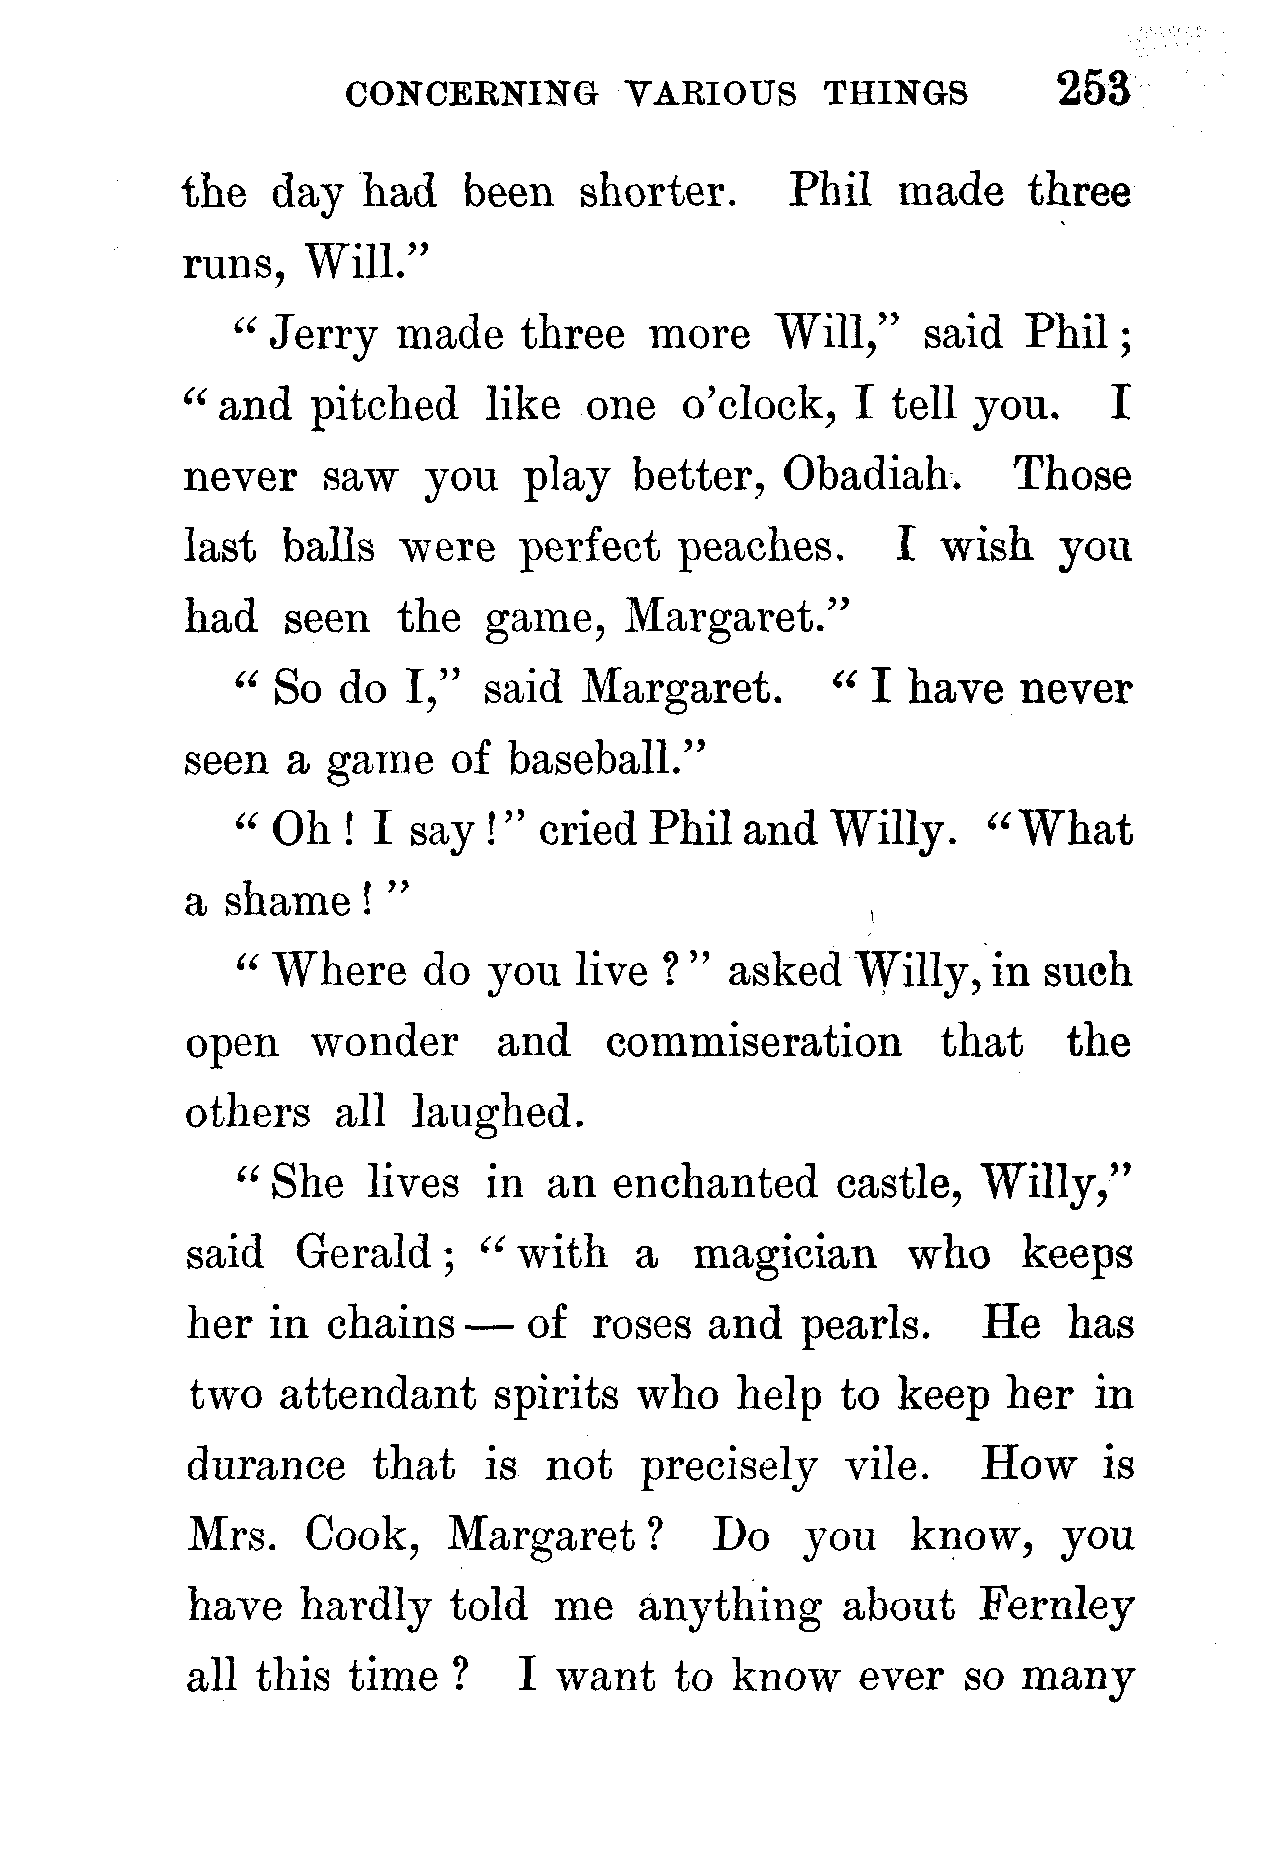 CONCERNING VARIOUS THINGS 253
the day had been shorter. Phil made three
runs, Will.”
“ Jerry made three more Will,” said Phil ;
“ and pitched like one o’clock, I tell you. I
never saw you play better, Obadiah. Those
last balls were perfect peaches. I wish you
had seen the game, Margaret.”
“ So do I,” said Margaret. “ I have never
seen a game of baseball.”
“ Oh ! I say ! ” cried Phil and Willy. “ What
a shame ! ”
“ Where do you live ? ” asked Willy, in such
open wonder and commiseration that the
others all laughed.
“ She lives in an enchanted castle, Willy,”
said Gerald ; “ with a magician who keeps
her in chains — of roses and pearls. He has
two attendant spirits who help to keep her in
durance that is not precisely vile. How is
Mrs. Cook, Margaret ? Do you know, you
have hardly told me anything about Fernley
all this time ? I want to know ever so many